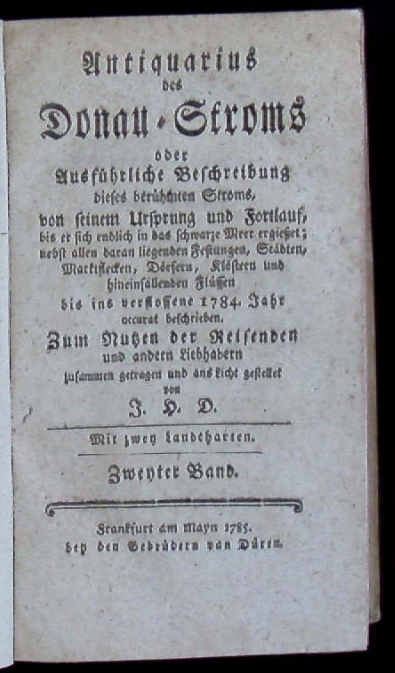 Antiquarius
des
Donau-Stroms
oder
Ausführliche Beschreibung
dieses berühmten Stroms,
von seinem Ursprung und Fortlauf,
bis er sich endlich in das schwarze Meer ergießet;
nebst allen daran liegenden Festungen, Städten,
Marktflecken, Dörfern, Klöstern und
hineinfallenden Flüssen
bis ins verflossene 1784. Jahr
accurat beschrieben.
Zum Nutzen der Reisenden
und andern Liebhabern
zusammen getragen und ans Licht gestellet
von
J. H. D.
Mit zwey Landcharten.
Zweyter Band.
Frankfurt am Mayn 1785.
bey den Gebrüdern van Düren.